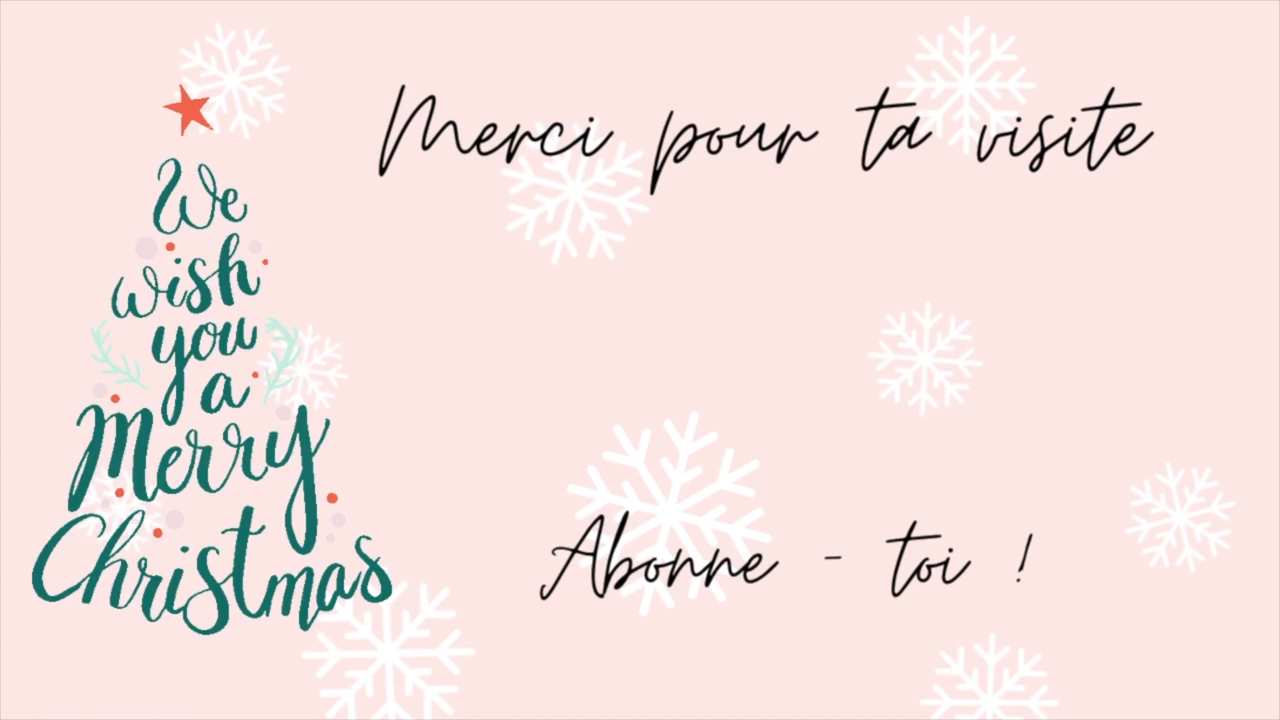 Merci pour ta visite
We
wish
you
a
Merry
Christmas
Abonne - toi !